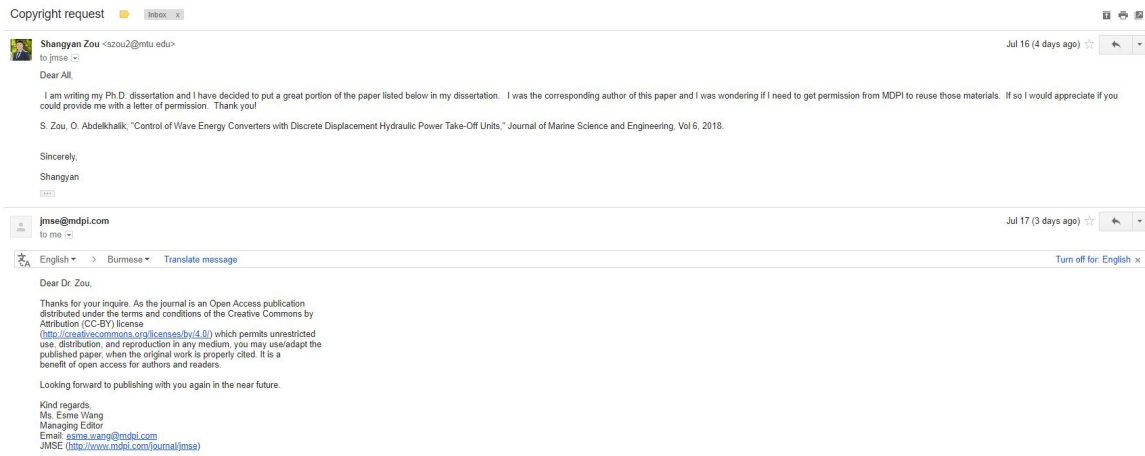 Copyright request Inbox x
Shangyan Zou <szou2@mtu.edu> Jul 16 (4 days ago)
to jmse
Dear All,
I am writing my Ph.D. dissertation and I have decided to put a great portion of the paper listed below in my dissertation. I was the corresponding author of this paper and I was wondering if I need to get permission from MDPI to reuse those materials. If so I would appreciate if you
could provide me with a letter of permission. Thank you!
S. Zou, O. Abdelkhalik, "Control of Wave Energy Converters with Discrete Displacement Hydraulic Power Take-Off Units," Journal of Marine Science and Engineering, Vol 6, 2018.
Sincerely,
Shangyan
jmse@mdpi.com Jul 17 (3 days ago)
to me
English > Burmese Translate message Turn off for: English x
Dear Dr. Zou,
Thanks for your inquire. As the journal is an Open Access publication
distributed under the terms and conditions of the Creative Commons by
Attribution (CC-BY) license
(http://creativecommons.org/licenses/by/4.0/) which permits unrestricted
use, distribution, and reproduction in any medium, you may use/adapt the
published paper, when the original work is properly cited. It is a
benefit of open access for authors and readers.
Looking forward to publishing with you again in the near future.
Kind regards,
Ms. Esme Wang
Managing Editor
Email: esme.wang@mdpi.com
JMSE (http://www.mdpi.com/journal/jmse)